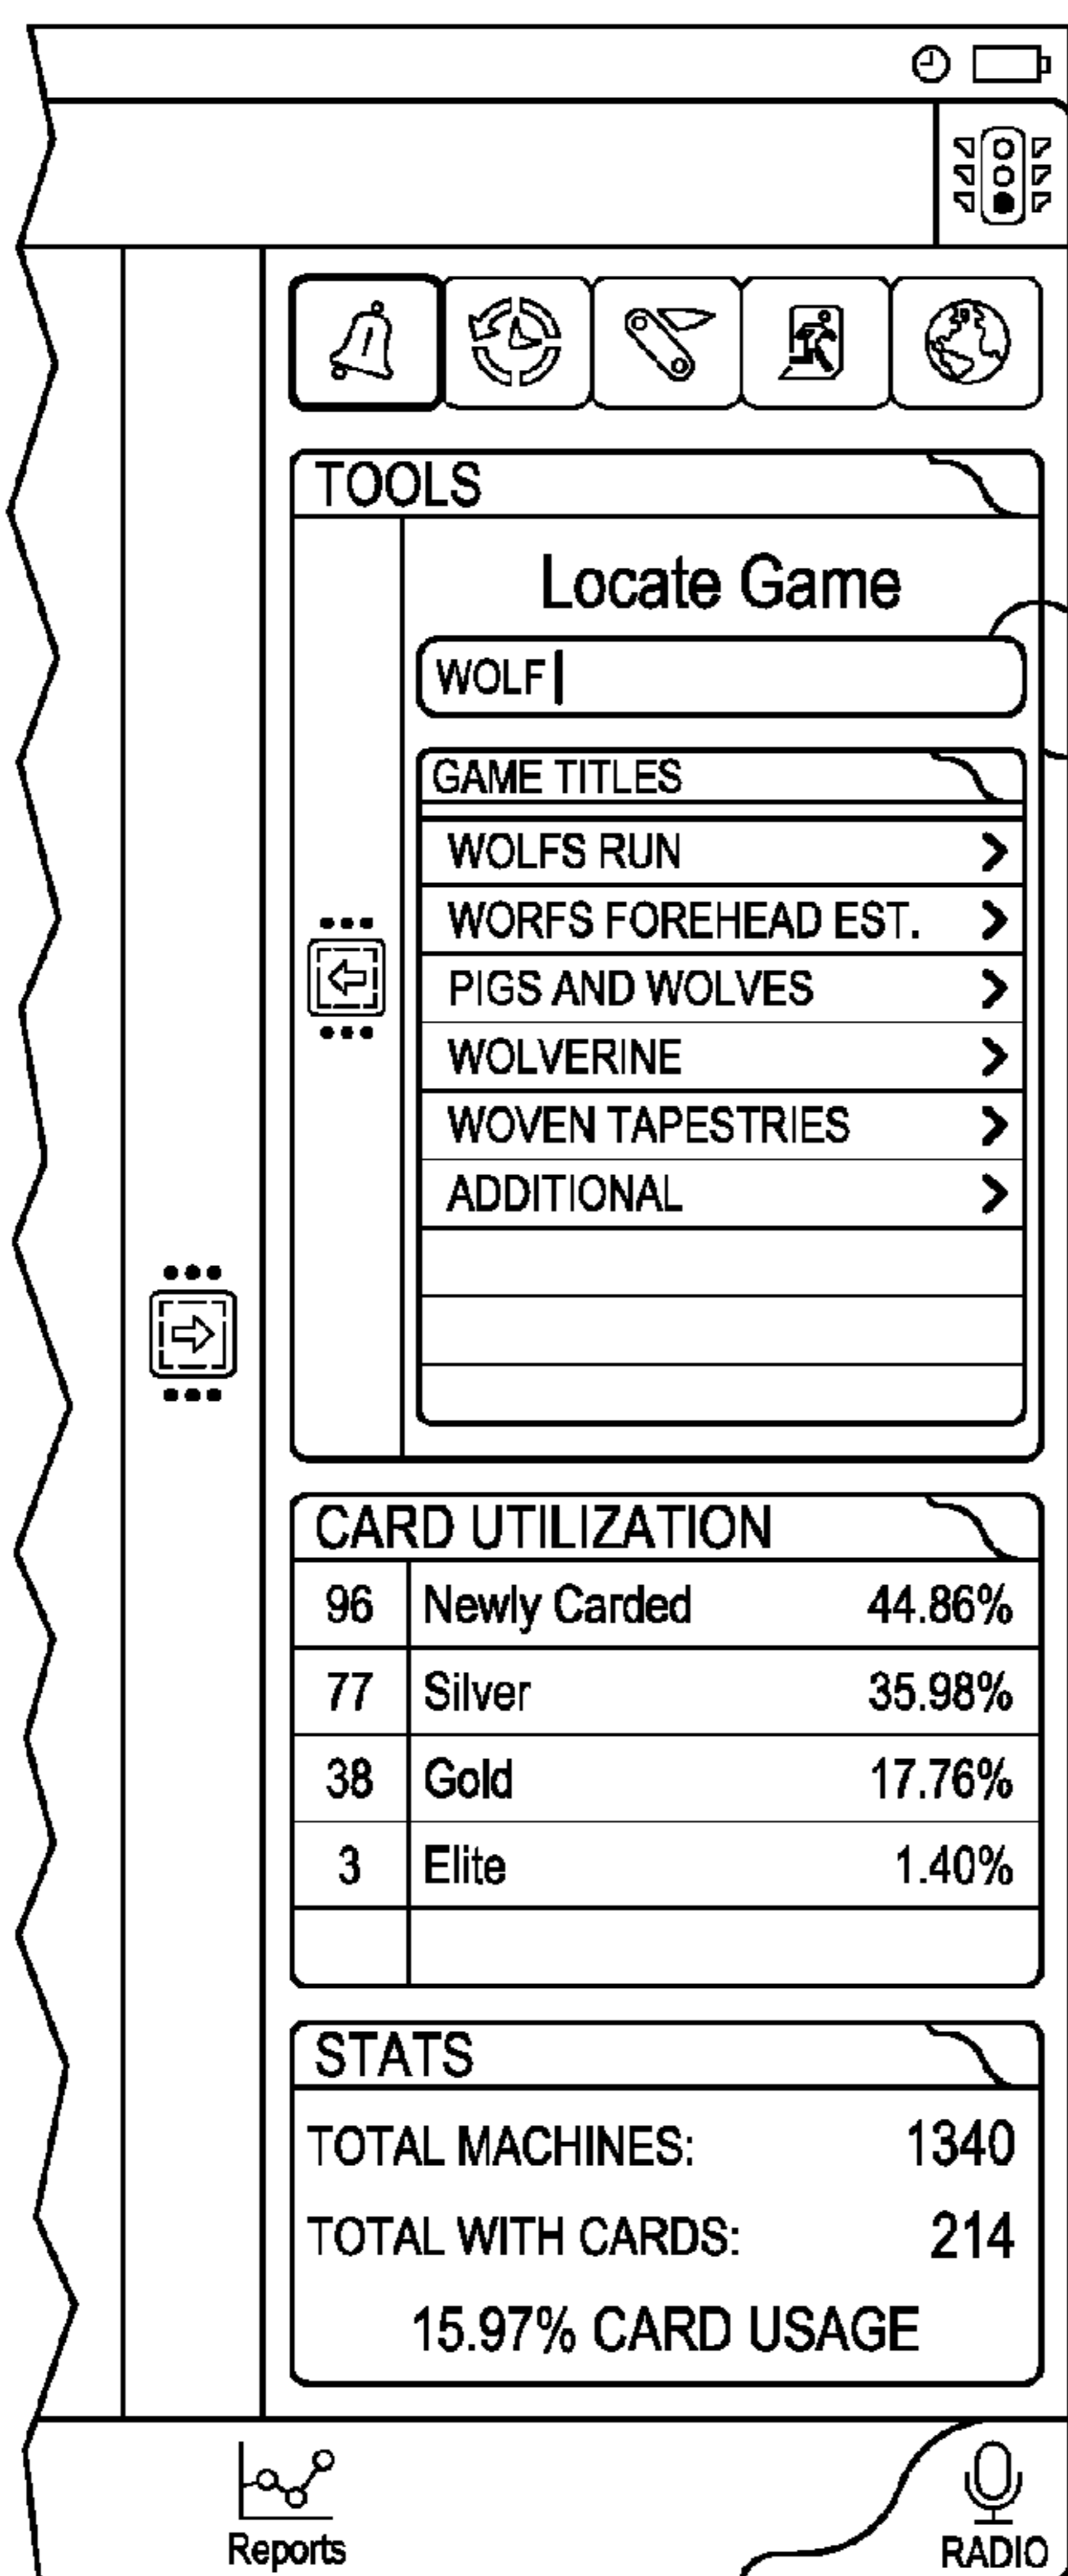 TOOLS
Locate Game
WOLF
GAME TITLES
WOLFS RUN
WORFS FOREHEAD EST.
PIGS AND WOLVES
WOLVERINE
WOVEN TAPESTRIES
ADDITIONAL
CARD UTILIZATION
96 Newly Carded 44.86%
77 Silver 35.98%
38 Gold 17.76%
3 Elite 1.40%
STATS
TOTAL MACHINES: 1340
TOTAL WITH CARDS: 214
15.97% CARD USAGE
Reports RADIO